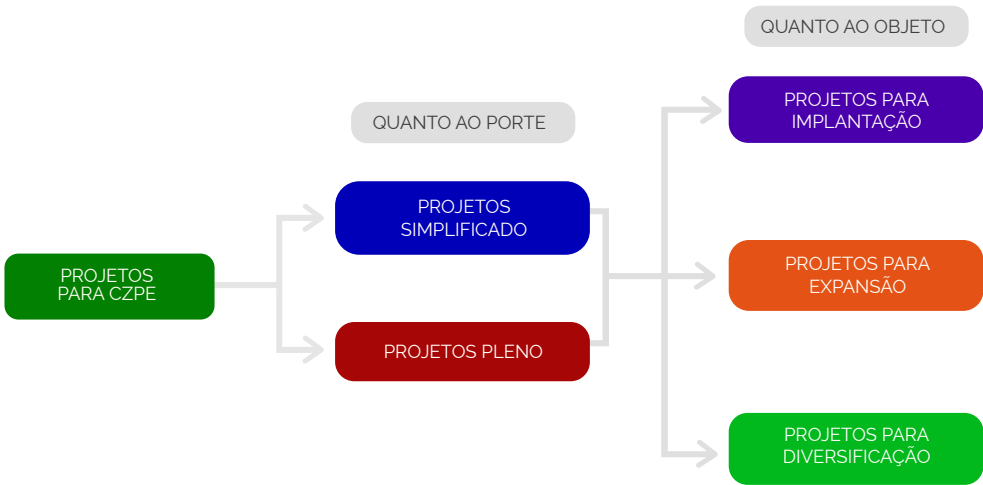 PROJETOS
PARA CZPE
QUANTO AO PORTE
PROJETOS
SIMPLIFICADO
PROJETOS PLENO
QUANTO AO OBJETO
PROJETOS PARA
IMPLANTAÇÃO
PROJETOS PARA
EXPANSÃO
PROJETOS PARA
DIVERSIFICAÇÃO